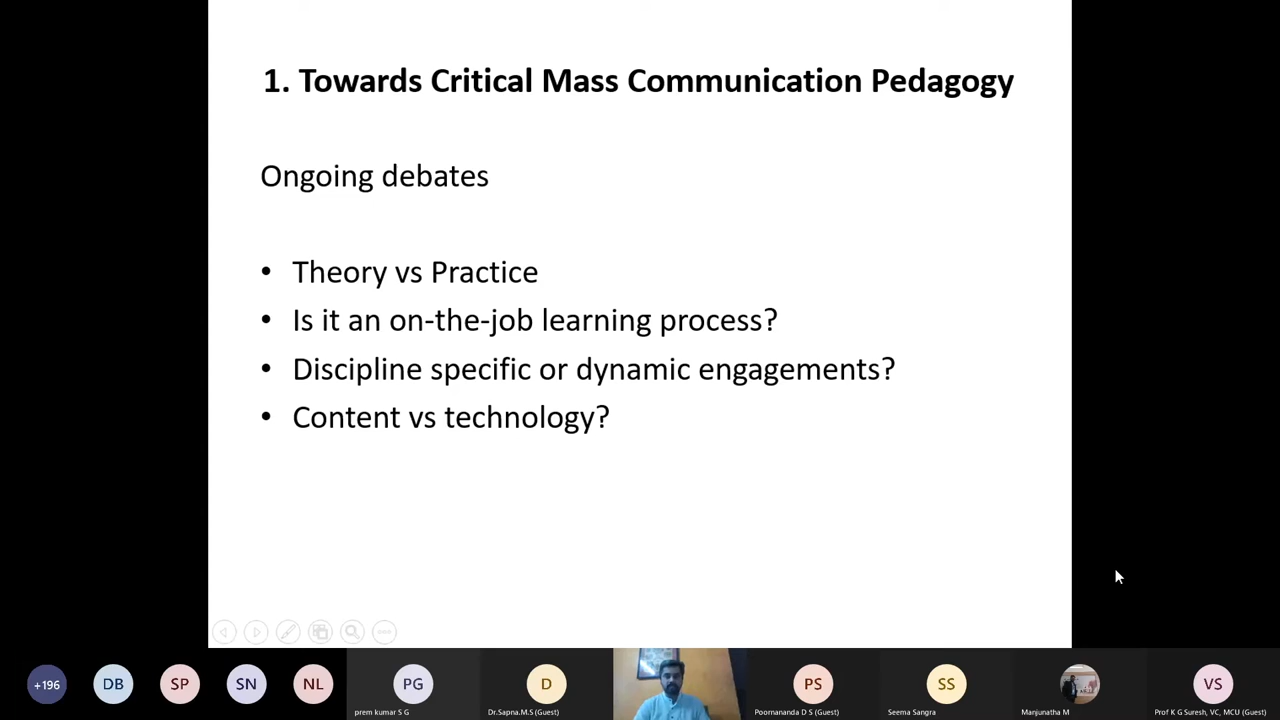 1. Towards Critical Mass Communication Pedagogy
Ongoing debates
• Theory vs Practice
• Is it an on-the-job learning process?
• Discipline specific or dynamic engagements?
• Content vs technology?
+196
DB
SP
SN
NL
PG
D
PS
SS
VS
prem kumar S G
Dr.Sapna.M.S (Guest)
Poornananda D S (Guest)
Seema Sangra
Manjunatha M
Prof K G Suresh, VC, MCU (Guest)